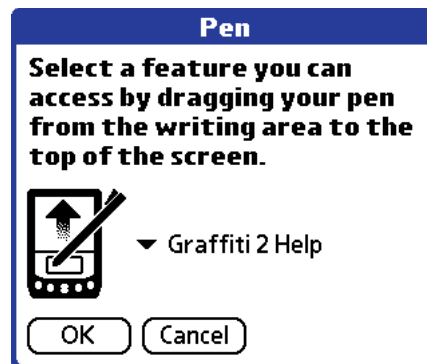 Pen
Select a feature you can
access by dragging your pen
from the writing area to the
top of the screen.
Graffiti 2 Help
OK
Cancel